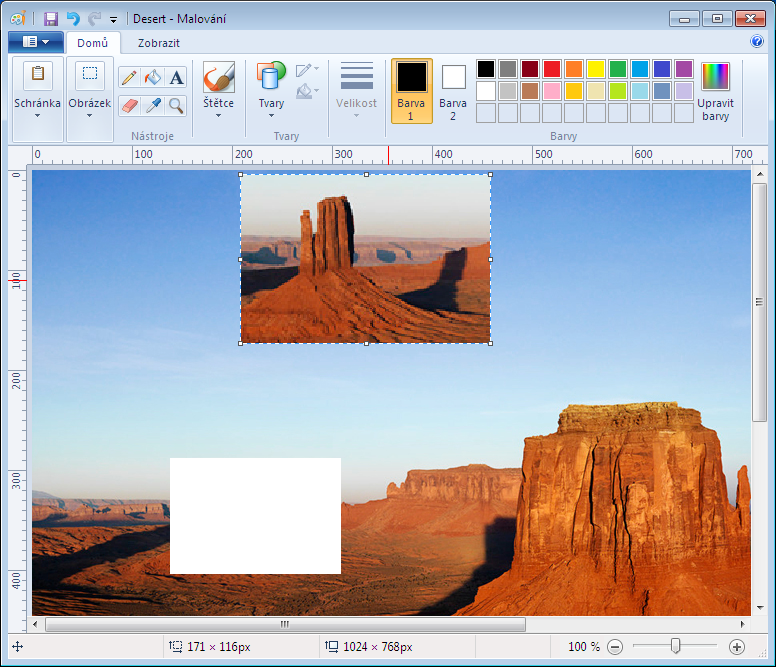 Desert - Malování
Domů Zobrazit
Schránka Obrázek Štětce Tvary Velikost Barva 1 Barva 2 Upravit barvy
Nástroje Tvary Barvy
0 100 200 300 400 500 600 700
0
100
200
300
400
171 × 116px 1024 × 768px 100 %